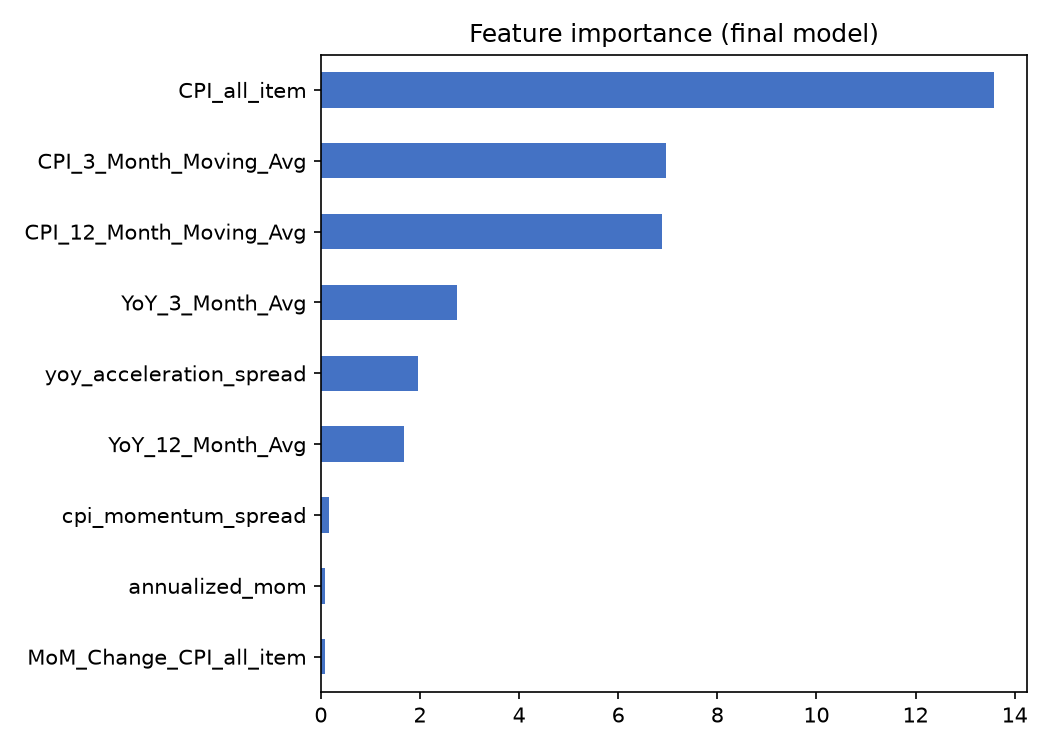 Feature importance (final model)
CPI_all_item
CPI_3_Month_Moving_Avg
CPI_12_Month_Moving_Avg
YoY_3_Month_Avg
yoy_acceleration_spread
YoY_12_Month_Avg
cpi_momentum_spread
annualized_mom
MoM_Change_CPI_all_item
0 2 4 6 8 10 12 14